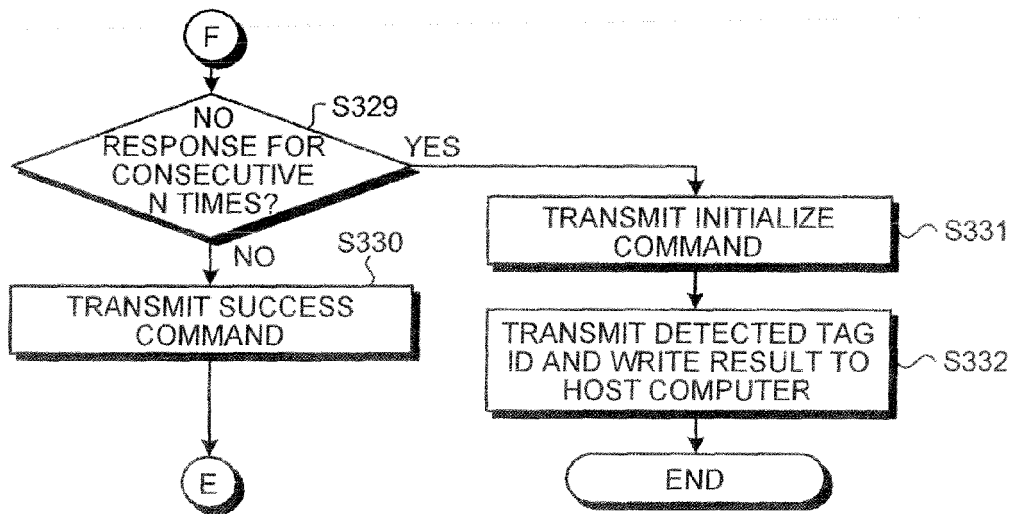 F
S329
NO
RESPONSE FOR
CONSECUTIVE
N TIMES?
YES
NO
S330
TRANSMIT SUCCESS
COMMAND
E
TRANSMIT INITIALIZE
COMMAND
S331
TRANSMIT DETECTED TAG
ID AND WRITE RESULT TO
HOST COMPUTER
S332
END